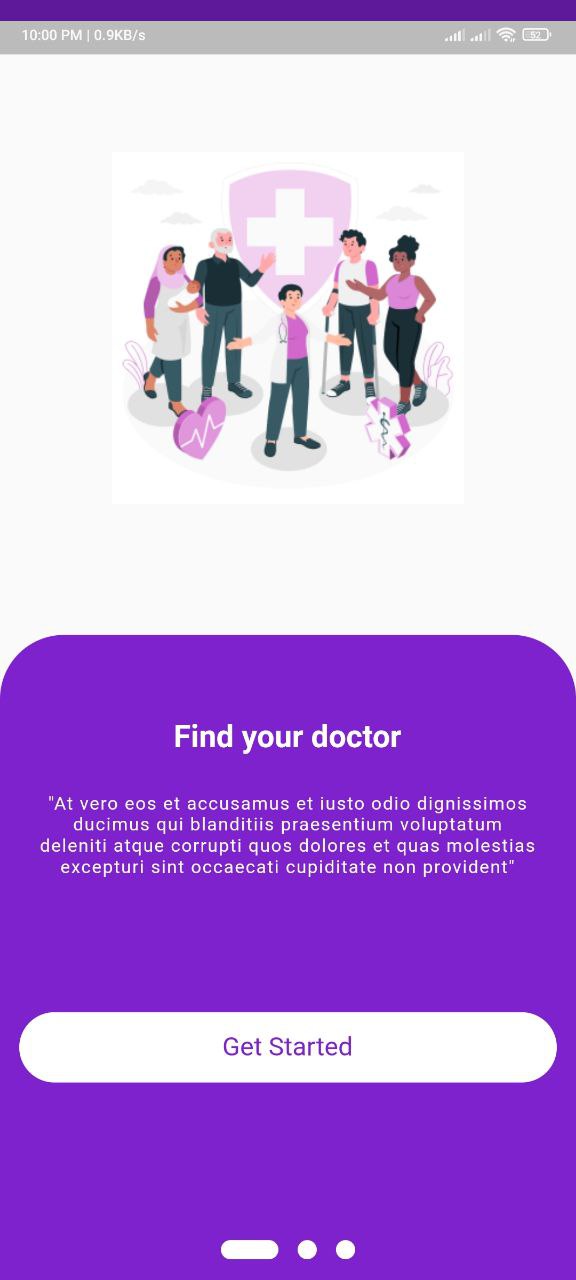 10:00 PM | 0.9KB/s
52
Find your doctor
"At vero eos et accusamus et iusto odio dignissimos
ducimus qui blanditiis praesentium voluptatum
deleniti atque corrupti quos dolores et quas molestias
excepturi sint occaecati cupiditate non provident"
Get Started